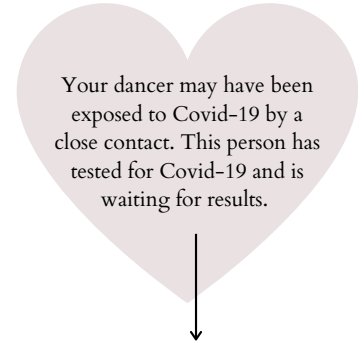 Your dancer may have been
exposed to Covid-19 by a
close contact. This person has
tested for Covid-19 and is
waiting for results.